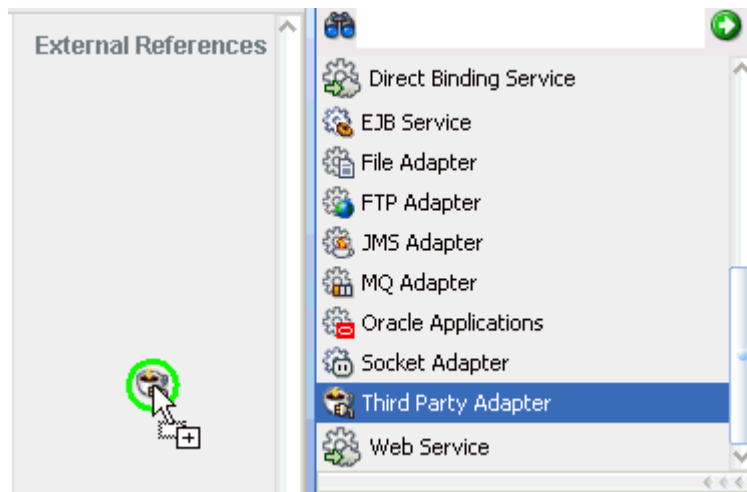 External References
Direct Binding Service
EJB Service
File Adapter
FTP Adapter
JMS Adapter
MQ Adapter
Oracle Applications
Socket Adapter
Third Party Adapter
Web Service